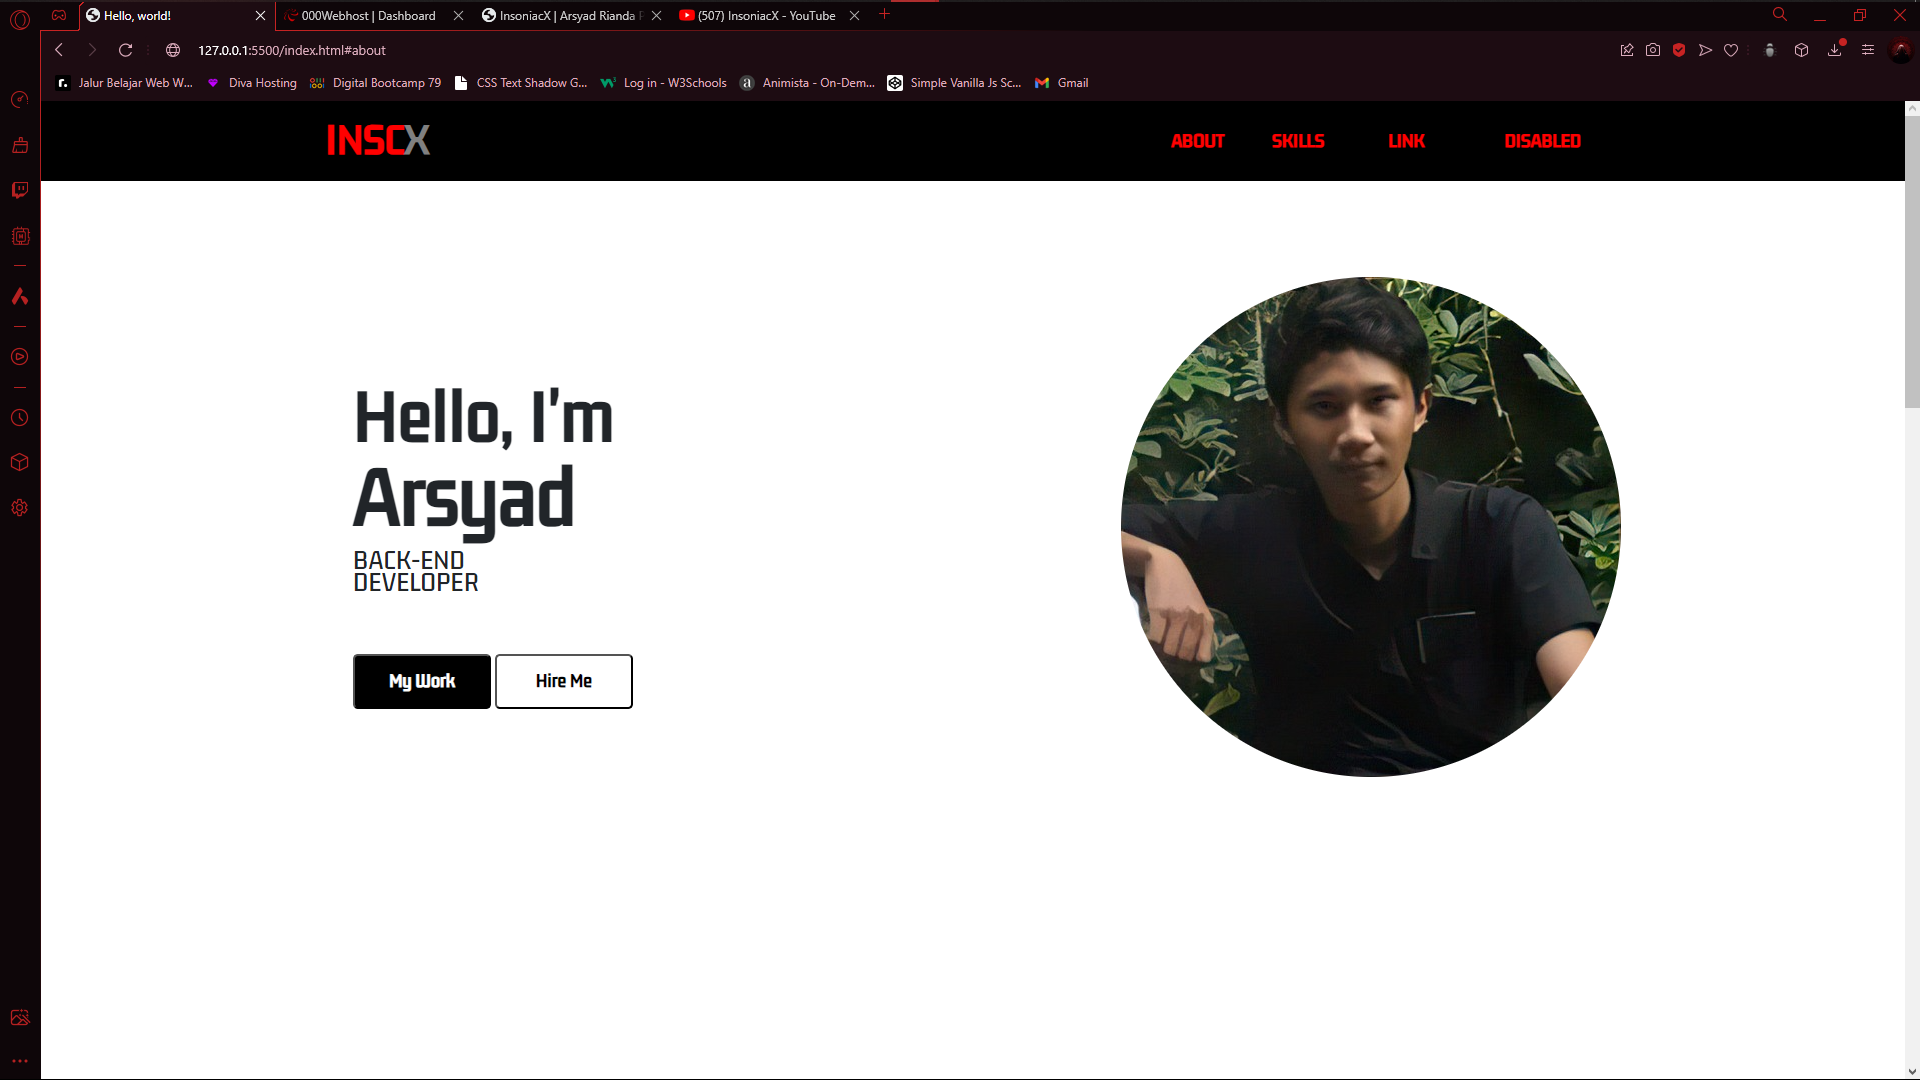 Hello, world!
000Webhost | Dashboard
InsoniacX | Arsyad Rianda
(507) InsoniacX - YouTube
127.0.0.1:5500/index.html#about
Jalur Belajar Web W...
Diva Hosting
Digital Bootcamp 79
CSS Text Shadow G...
Log in - W3Schools
Animista - On-Dem...
Simple Vanilla Js Sc...
Gmail
INSCX
ABOUT
SKILLS
LINK
DISABLED
Hello, I'm
Arsyad
BACK-END
DEVELOPER
My Work
Hire Me